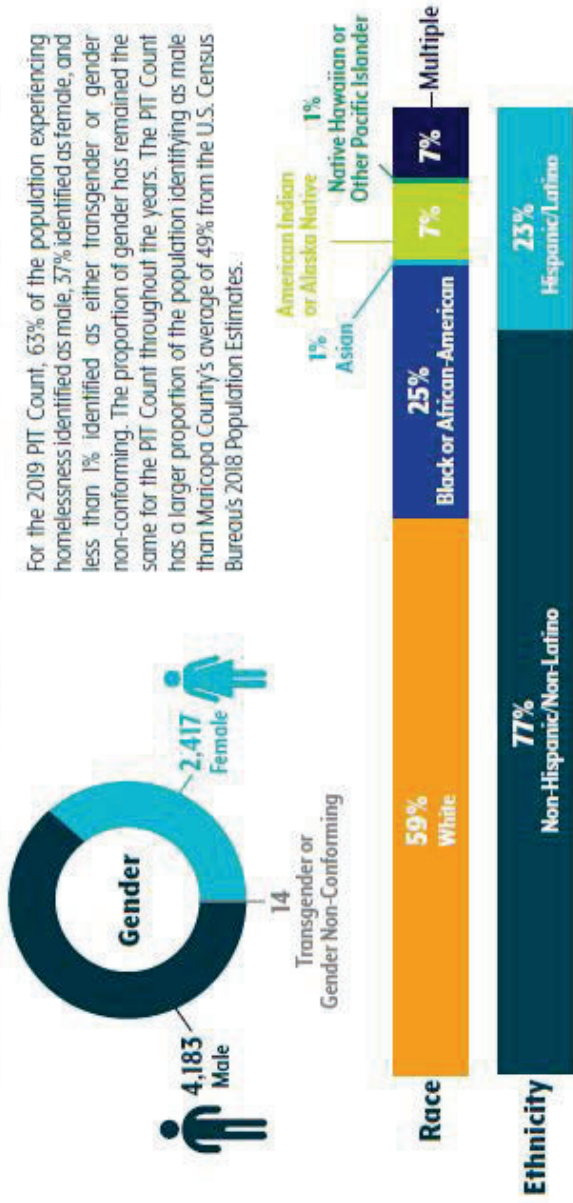 For the 2019 PIT Count, 63% of the population experiencing
homelessness identified as male, 37% identified as female, and
less than 1% identified as either transgender or gender
non-conforming. The proportion of gender has remained the
same for the PIT Count throughout the years. The PIT Count
has a larger proportion of the population identifying as male
than Maricopa County's average of 49% from the U.S. Census
Bureau's 2018 Population Estimates.
Gender
4,183
Male
2,417
Female
14
Transgender or
Gender Non-Conforming
Race
59%
White
25%
Black or African-American
1%
Asian
American Indian
or Alaska Native
7%
1%
Native Hawaiian or
Other Pacific Islander
7%
Multiple
Ethnicity
77%
Non-Hispanic/Non-Latino
23%
Hispanic/Latino